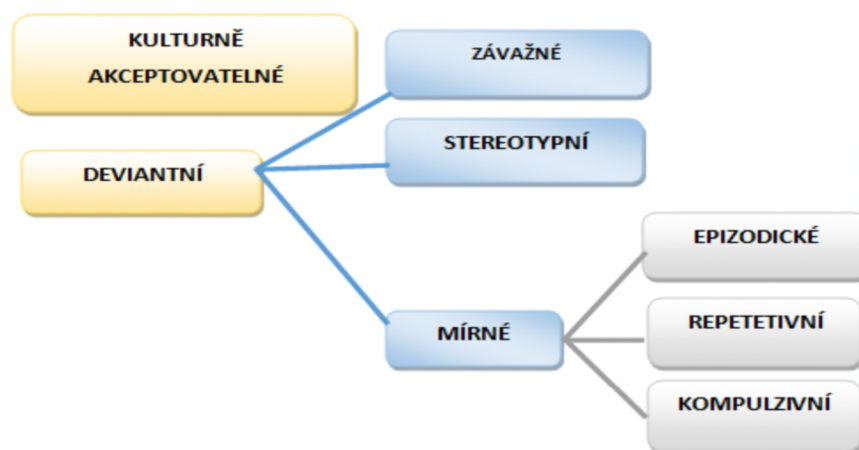 KULTURNĚ
AKCEPTOVATELNÉ
DEVIANTNÍ
ZÁVAŽNÉ
STEREOTYPNÍ
MÍRNÉ
EPIZODICKÉ
REPETETIVNÍ
KOMPULZIVNÍ